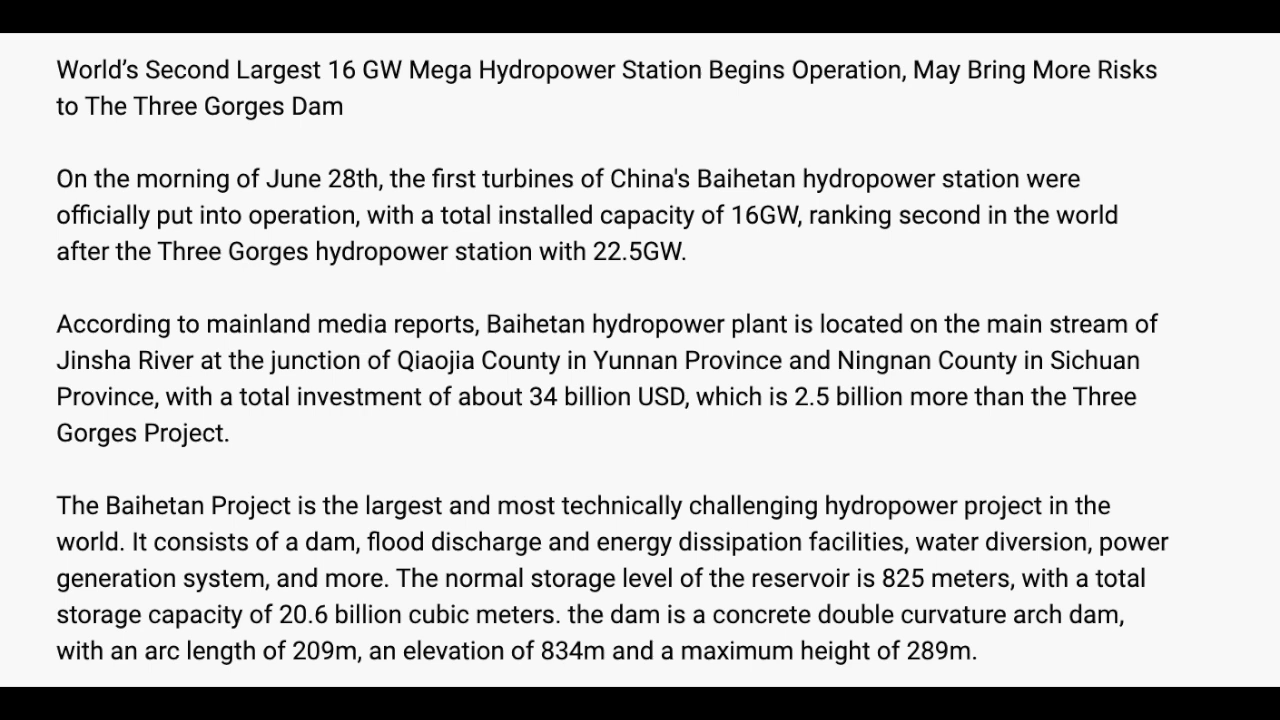 World’s Second Largest 16 GW Mega Hydropower Station Begins Operation, May Bring More Risks
to The Three Gorges Dam
On the morning of June 28th, the first turbines of China's Baihetan hydropower station were
officially put into operation, with a total installed capacity of 16GW, ranking second in the world
after the Three Gorges hydropower station with 22.5GW.
According to mainland media reports, Baihetan hydropower plant is located on the main stream of
Jinsha River at the junction of Qiaojia County in Yunnan Province and Ningnan County in Sichuan
Province, with a total investment of about 34 billion USD, which is 2.5 billion more than the Three
Gorges Project.
The Baihetan Project is the largest and most technically challenging hydropower project in the
world. It consists of a dam, flood discharge and energy dissipation facilities, water diversion, power
generation system, and more. The normal storage level of the reservoir is 825 meters, with a total
storage capacity of 20.6 billion cubic meters. the dam is a concrete double curvature arch dam,
with an arc length of 209m, an elevation of 834m and a maximum height of 289m.